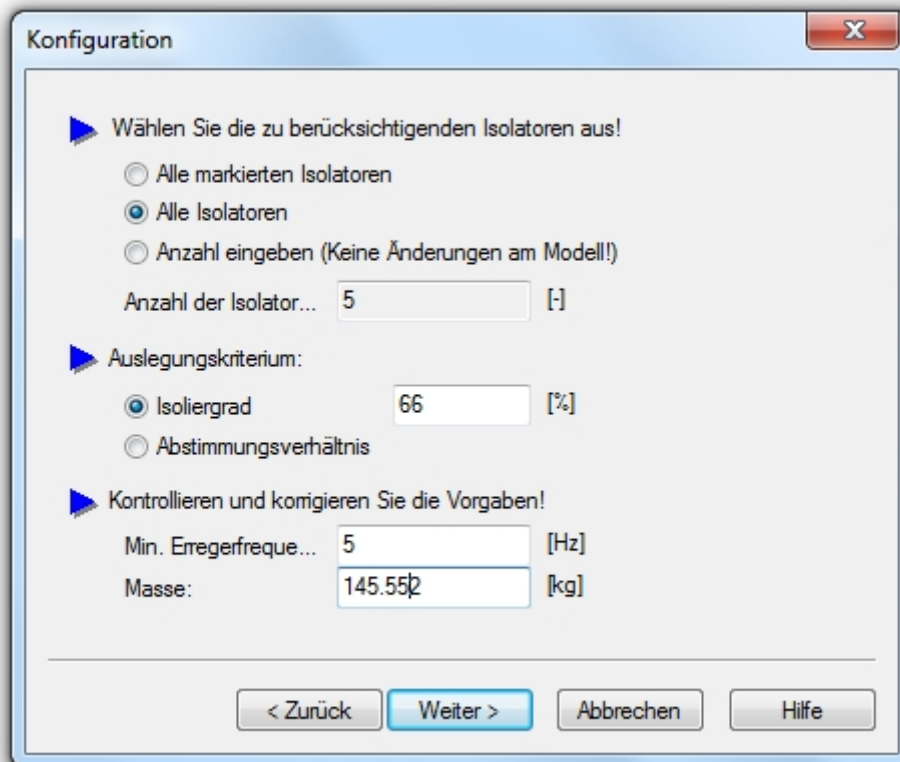 Konfiguration
Wählen Sie die zu berücksichtigenden Isolatoren aus!
Alle markierten Isolatoren
Alle Isolatoren
Anzahl eingeben (Keine Änderungen am Modell!)
Anzahl der Isolator... 5 [-]
Auslegungskriterium:
Isoliergrad 66 [%]
Abstimmungsverhältnis
Kontrollieren und korrigieren Sie die Vorgaben!
Min. Erregerfreque... 5 [Hz]
Masse: 145.552 [kg]
< Zurück Weiter > Abbrechen Hilfe